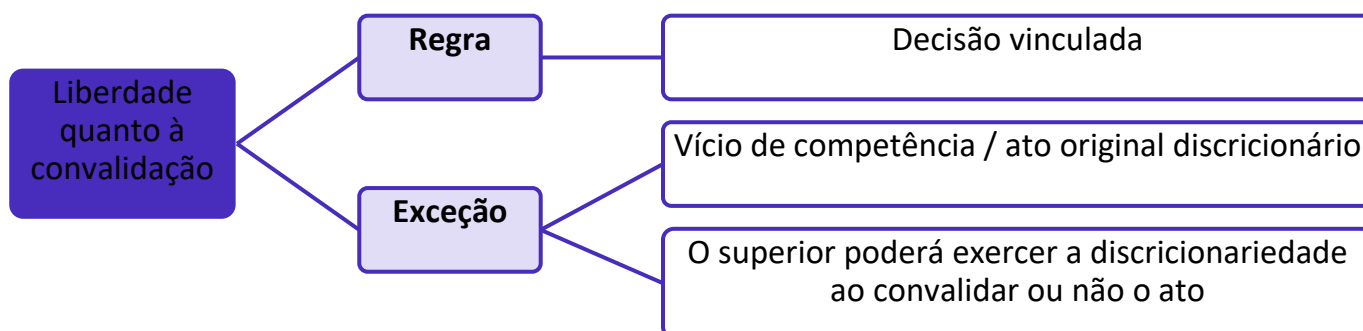 Liberdade
quanto à
convalidação
Regra
Decisão vinculada
Exceção
Vício de competência / ato original discricionário
O superior poderá exercer a discricionariedade
ao convalidar ou não o ato